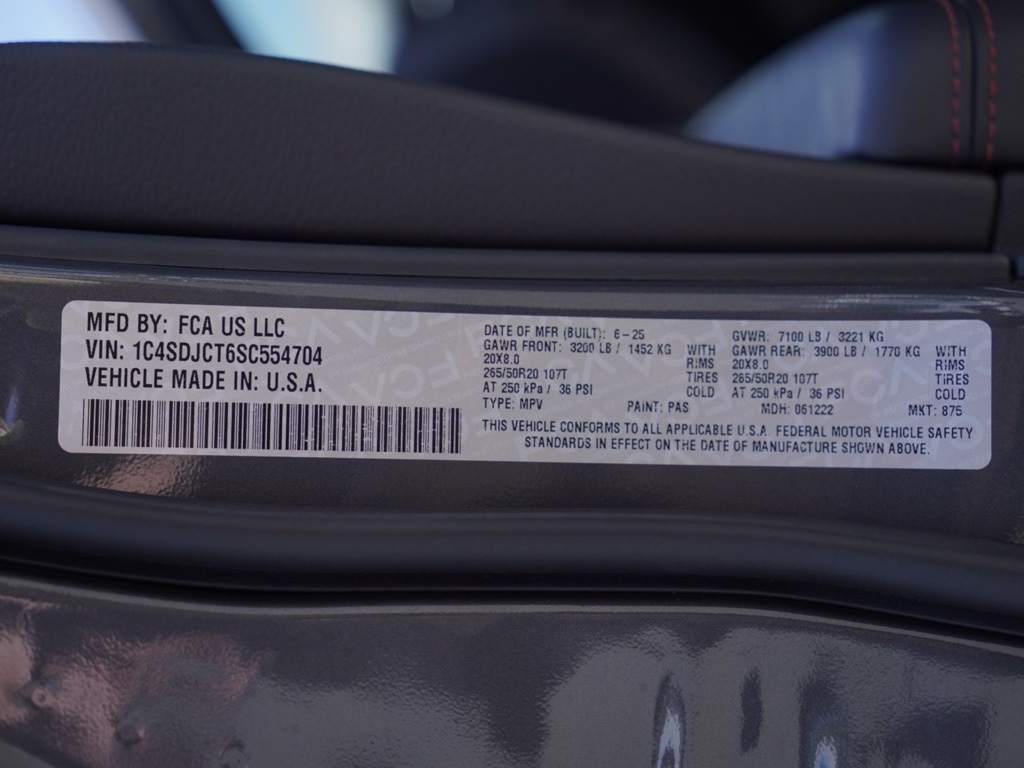 MFD BY: FCA US LLC
VIN: 1C4SDJCT6SC554704
VEHICLE MADE IN: U.S.A.
DATE OF MFR (BUILT): 6-25 GVWR: 7100 LB / 3221 KG
GAWR FRONT: 3200 LB / 1452 KG WITH GAWR REAR: 3900 LB / 1770 KG WITH
20X8.0 RIMS 20X8.0 RIMS
265/50R20 107T TIRES 265/50R20 107T TIRES
AT 250 kPa / 36 PSI COLD AT 250 kPa / 36 PSI COLD
TYPE: MPV PAINT: PAS MDH: 061222 MKT: 875
THIS VEHICLE CONFORMS TO ALL APPLICABLE U.S.A. FEDERAL MOTOR VEHICLE SAFETY
STANDARDS IN EFFECT ON THE DATE OF MANUFACTURE SHOWN ABOVE.